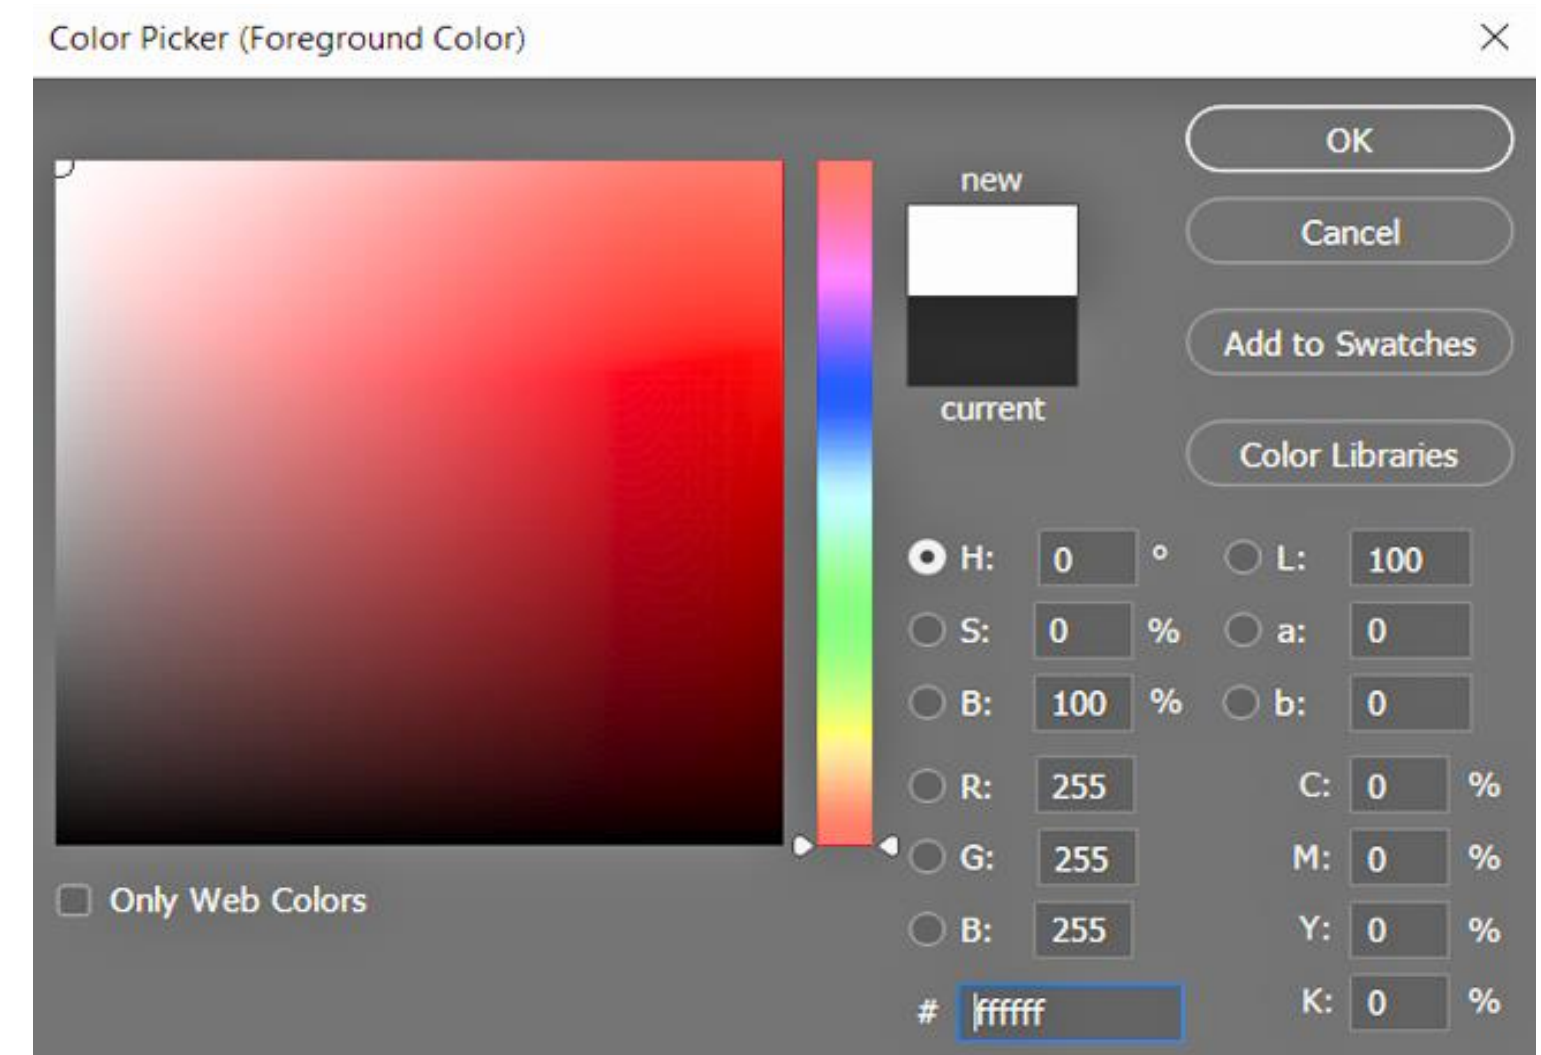 Color Picker (Foreground Color)
OK
new
Cancel
Add to Swatches
current
Color Libraries
H: 0 ° L: 100
S: 0 % a: 0
B: 100 % b: 0
R: 255 C: 0 %
G: 255 M: 0 %
Only Web Colors
B: 255 Y: 0 %
# ffffff K: 0 %